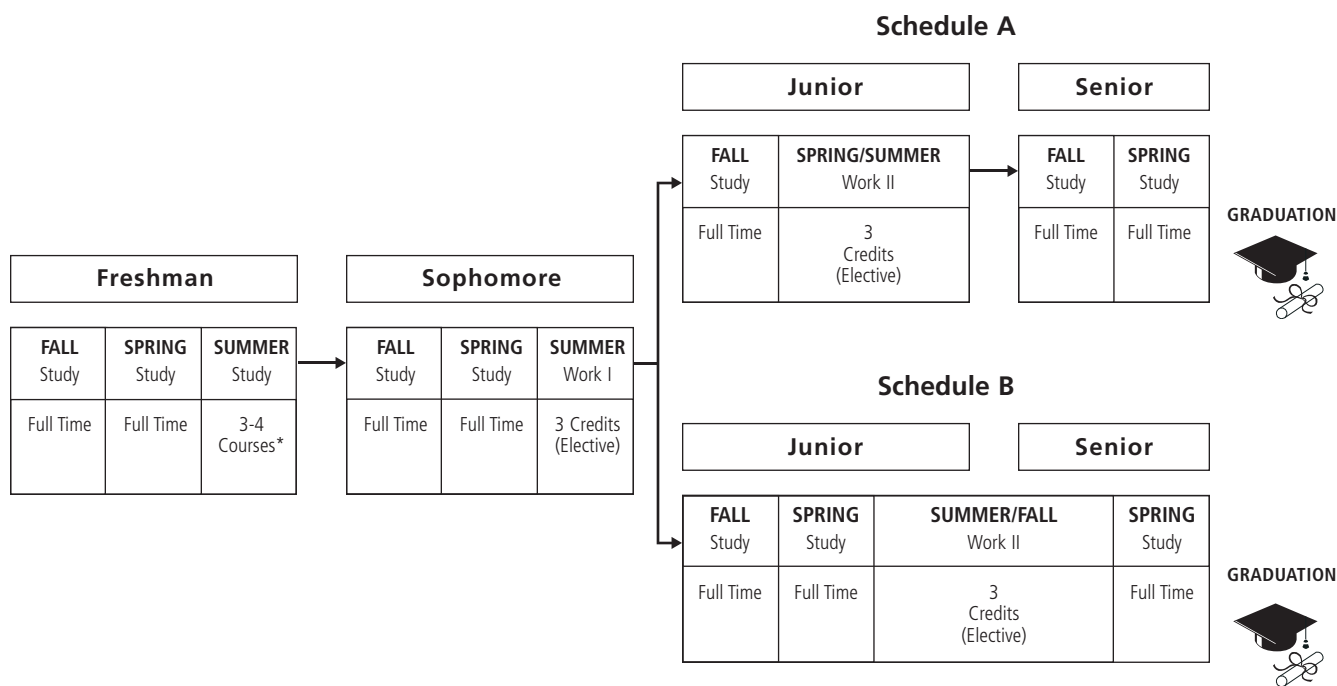 Schedule A
Junior
Senior
FALL
Study
SPRING/SUMMER
Work II
FALL
Study
SPRING
Study
Full Time
3
Credits
(Elective)
Full Time
Full Time
GRADUATION
Freshman
Sophomore
FALL
Study
SPRING
Study
SUMMER
Study
FALL
Study
SPRING
Study
SUMMER
Work I
Full Time
Full Time
3-4
Courses*
Full Time
Full Time
3 Credits
(Elective)
Schedule B
Junior
Senior
FALL
Study
SPRING
Study
SUMMER/FALL
Work II
SPRING
Study
Full Time
Full Time
3
Credits
(Elective)
Full Time
GRADUATION